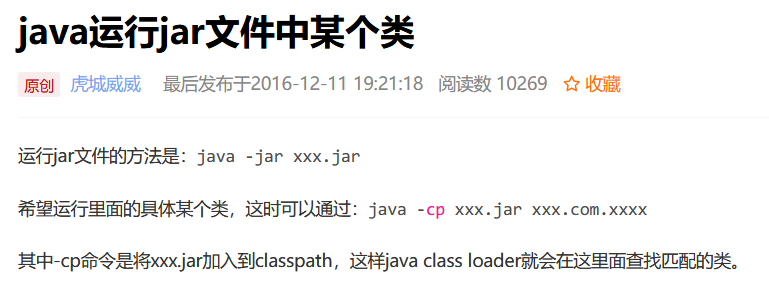 java运行jar文件中某个类
原创 虎城威威 最后发布于2016-12-11 19:21:18 阅读数 10269 ☆ 收藏
运行jar文件的方法是：java -jar xxx.jar
希望运行里面的具体某个类，这时可以通过：java -cp xxx.jar xxx.com.xxxx
其中-cp命令是将xxx.jar加入到classpath，这样java class loader就会在这里面查找匹配的类。